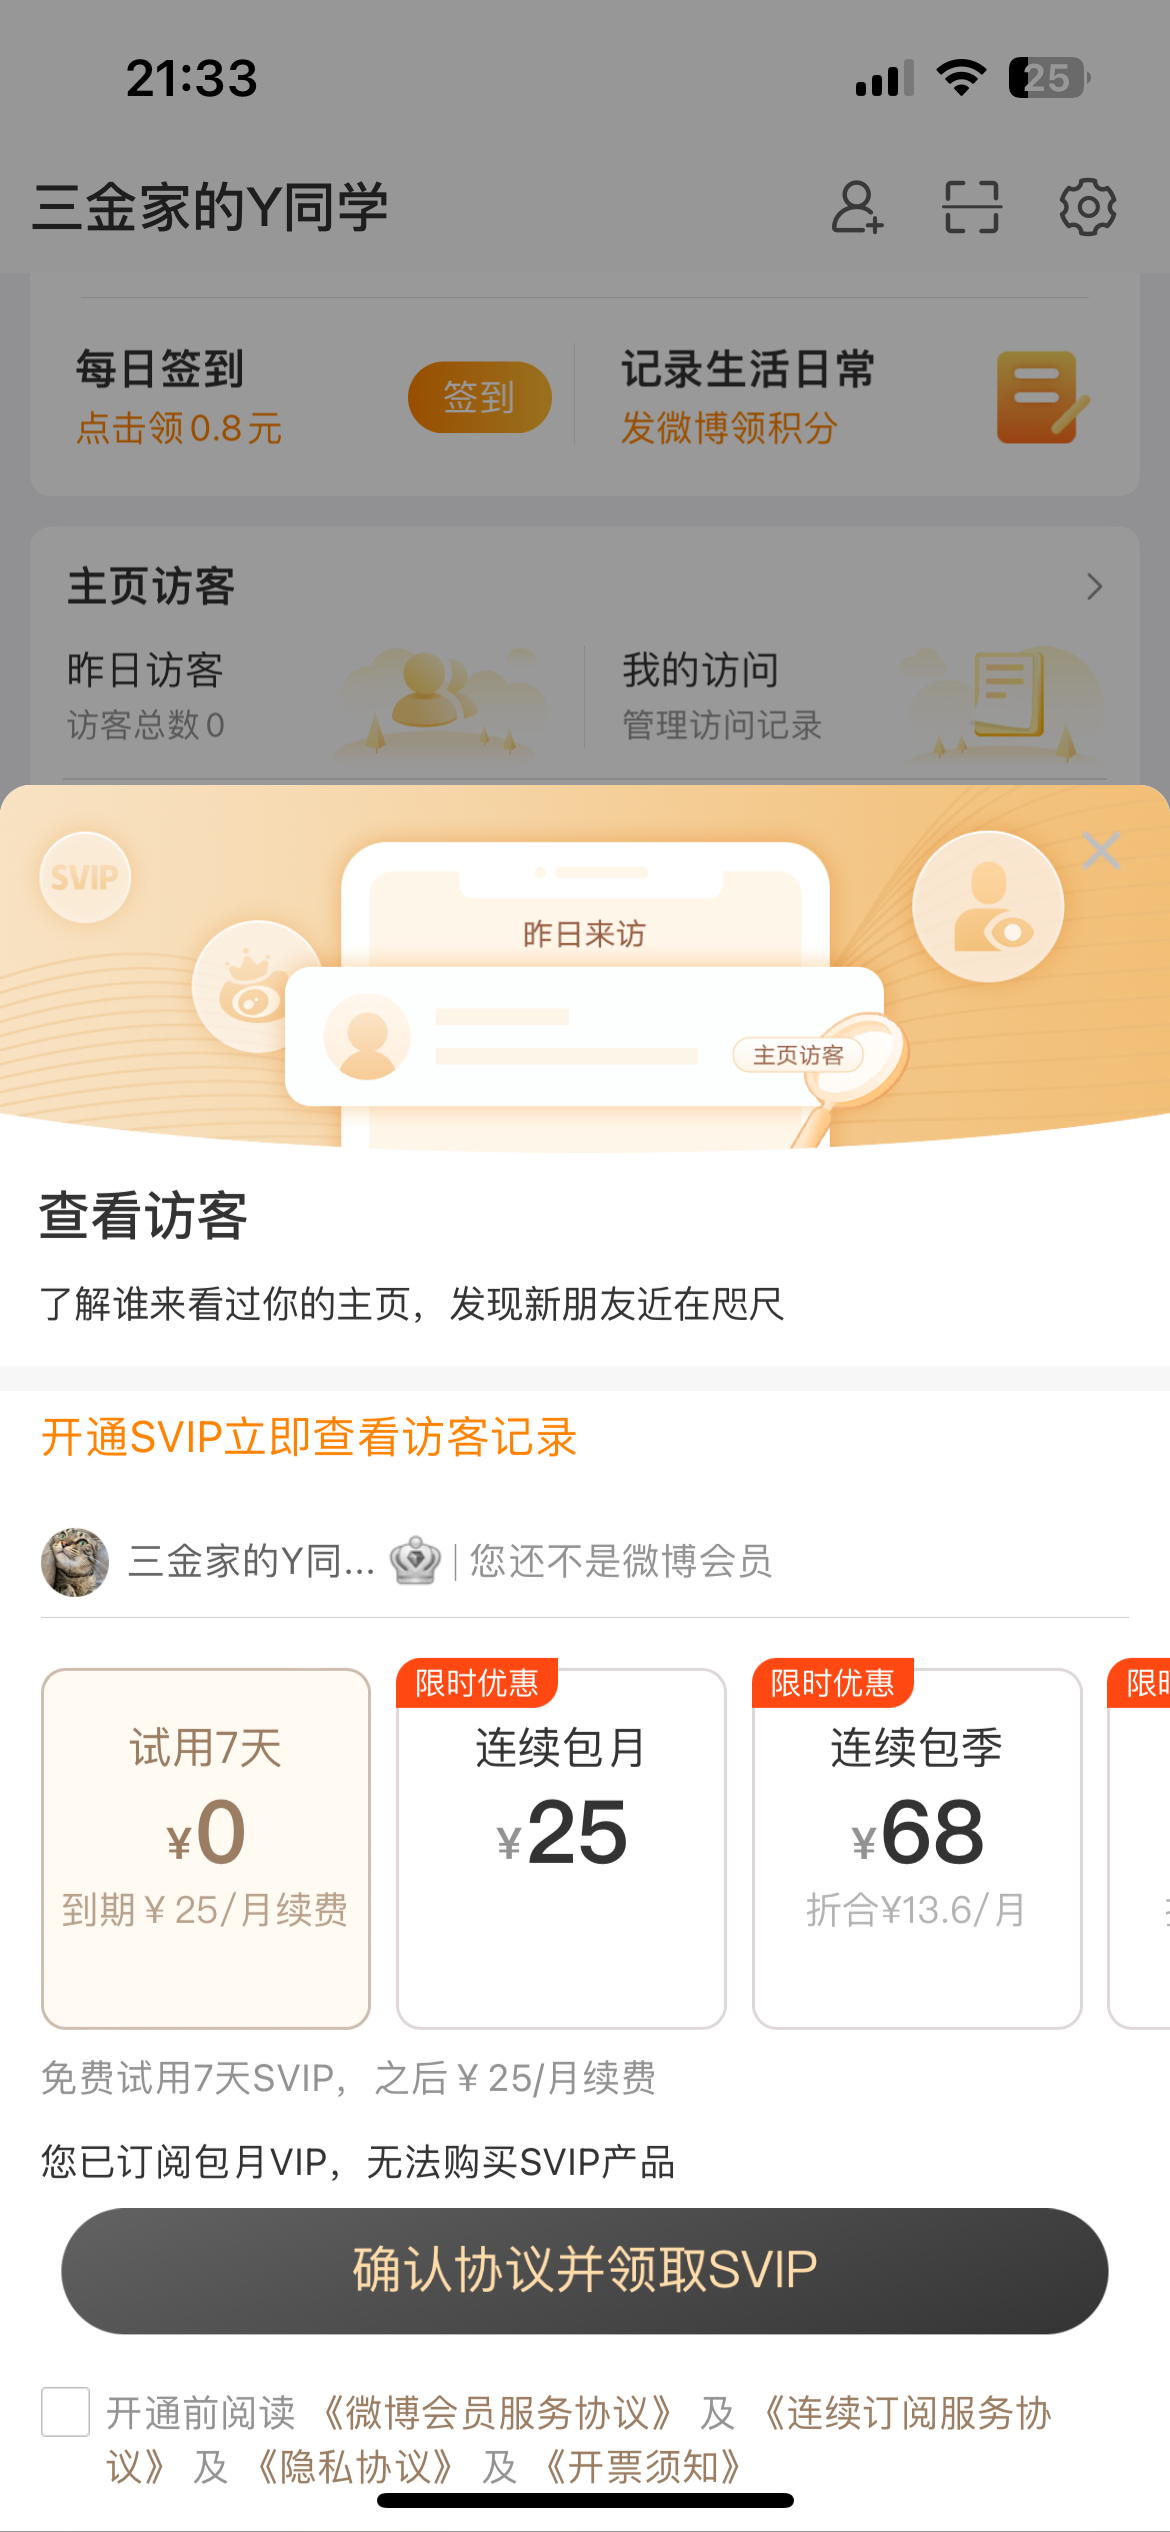 21:33
25
三金家的Y同学
每日签到
点击领0.8元
签到
记录生活日常
发微博领积分
主页访客
昨日访客
访客总数0
我的访问
管理访问记录
SVIP
昨日来访
主页访客
查看访客
了解谁来看过你的主页，发现新朋友近在咫尺
开通SVIP立即查看访客记录
三金家的Y同... 您还不是微博会员
试用7天
¥0
到期¥25/月续费
限时优惠
连续包月
¥25
限时优惠
连续包季
¥68
折合¥13.6/月
限
免费试用7天SVIP，之后¥25/月续费
您已订阅包月VIP，无法购买SVIP产品
确认协议并领取SVIP
开通前阅读《微博会员服务协议》及《连续订阅服务协
议》及《隐私协议》及《开票须知》